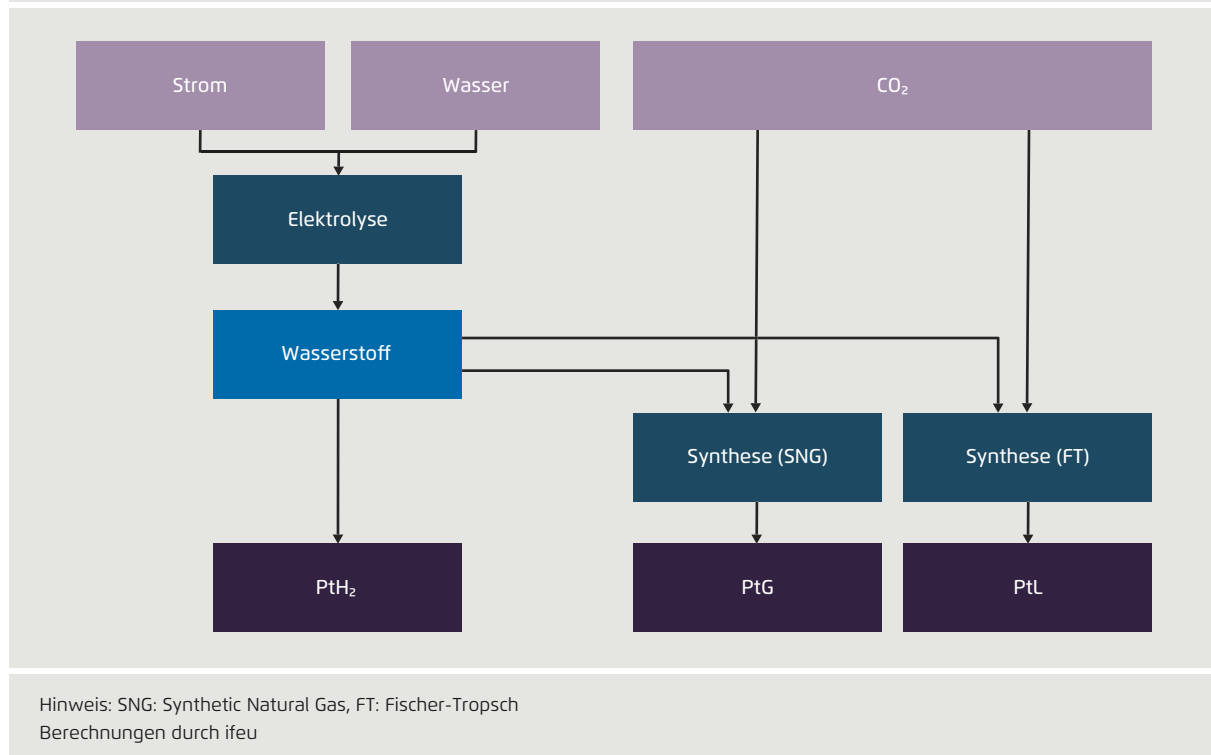 Strom
Wasser
CO₂
Elektrolyse
Wasserstoff
Synthese (SNG)
Synthese (FT)
PtH₂
PtG
PtL
Hinweis: SNG: Synthetic Natural Gas, FT: Fischer-Tropsch
Berechnungen durch ifeu